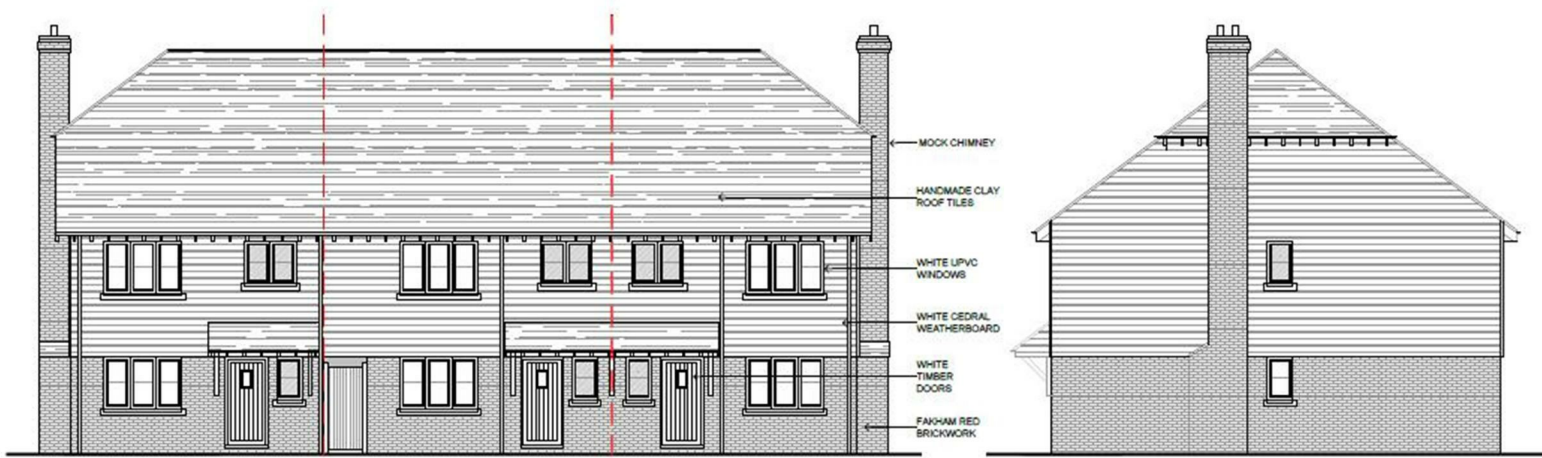 MOCK CHIMNEY
HANDMADE CLAY
ROOF TILES
WHITE UPVC
WINDOWS
WHITE CEDRAL
WEATHERBOARD
WHITE
TIMBER
DOORS
FAKHAM RED
BRICKWORK